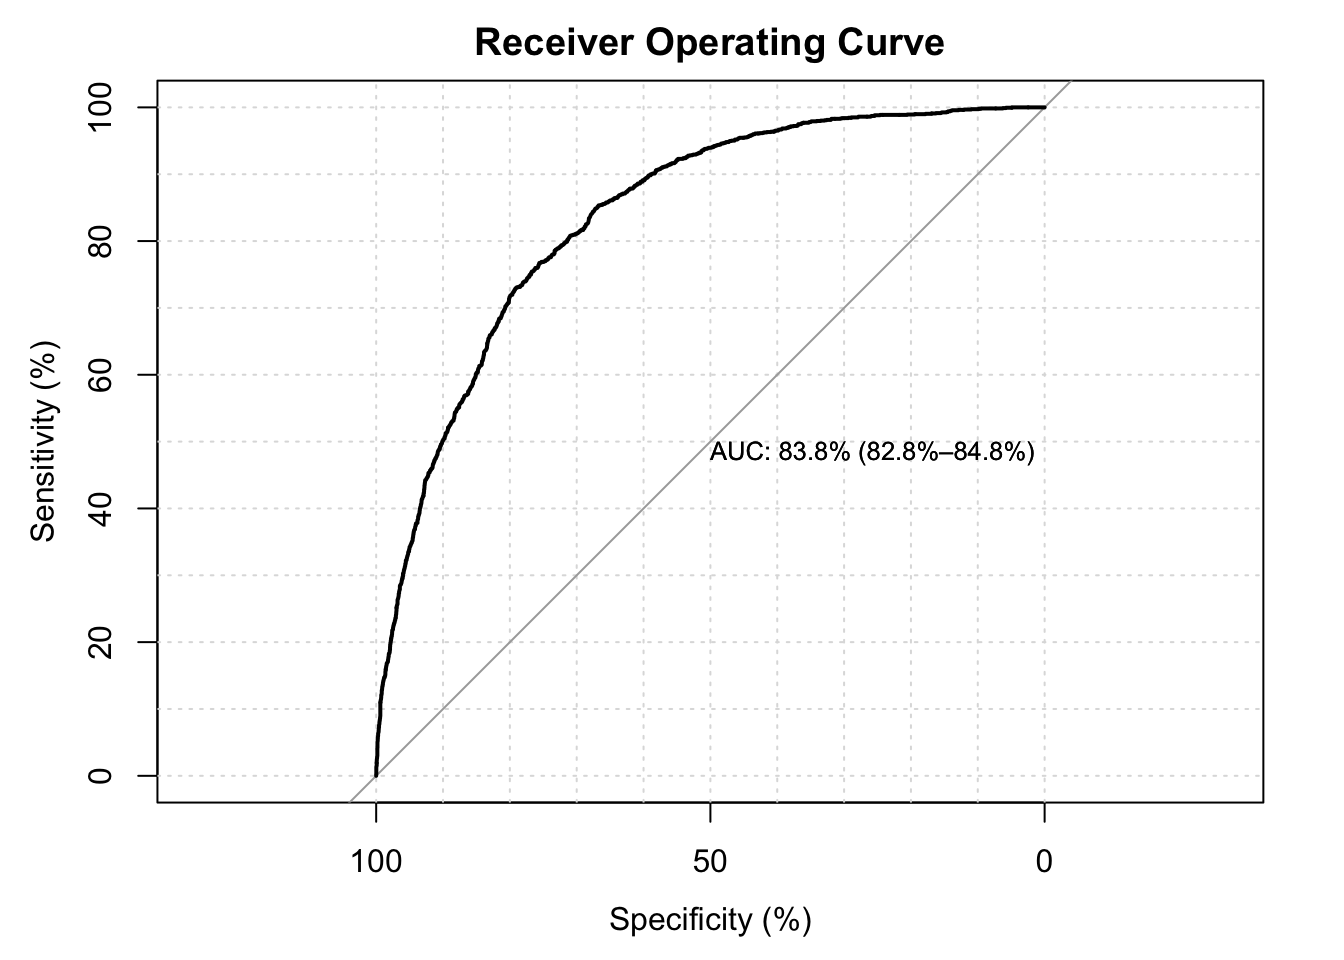 Receiver Operating Curve
100
80
60
40
20
0
Sensitivity (%)
AUC: 83.8% (82.8%–84.8%)
100 50 0
Specificity (%)